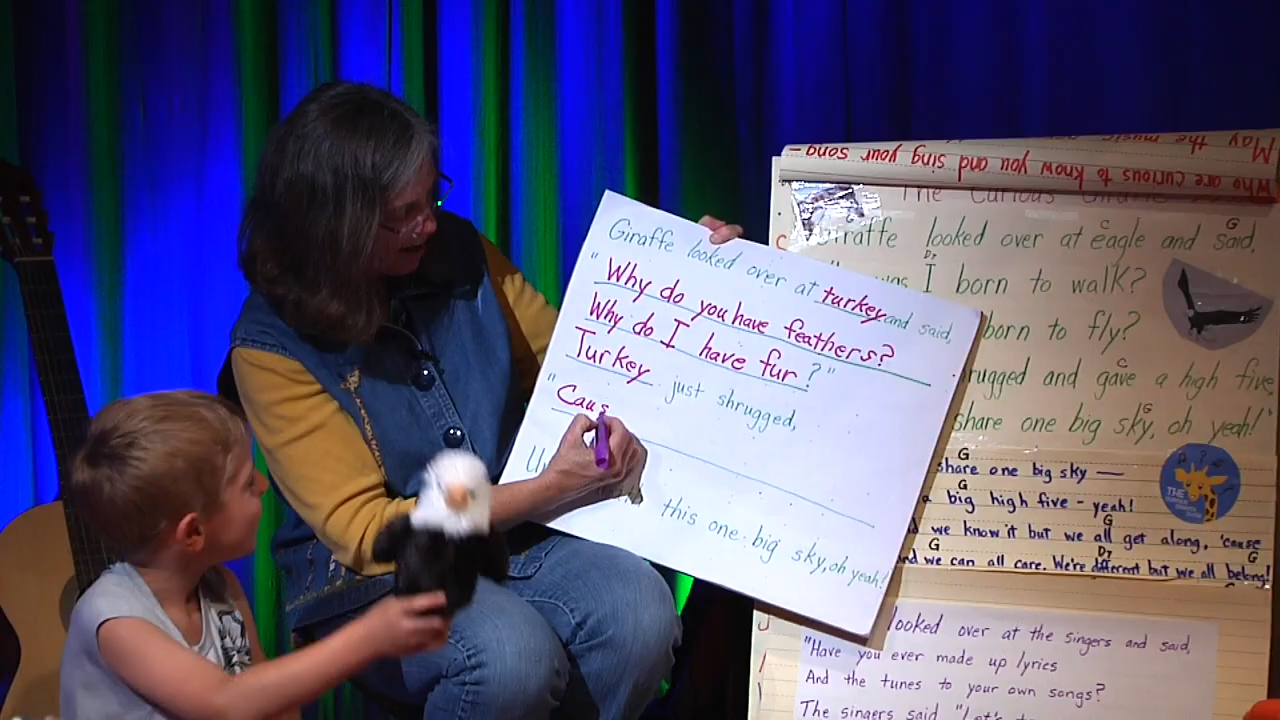 Giraffe looked over at turkey and said,
"Why do you have feathers?
Why do I have fur?"
Turkey just shrugged,
"Caus
this one big sky, oh yeah!
May the music
Who are curious to know you and sing your song -
The Curious Giraffe
C G
Giraffe looked over at eagle and said,
D7
was I born to walk?
born to fly?
C
shrugged and gave a high five,
G
share one big sky, oh yeah!"
G
share one big sky —
G
a big high five - yeah!
G
d we know it but we all get along, 'cause
G D7 G
and we can all care. We're different but we all belong!
THE
looked over at the singers and said,
"Have you ever made up lyrics
And the tunes to your own songs?
The singers said "Let's